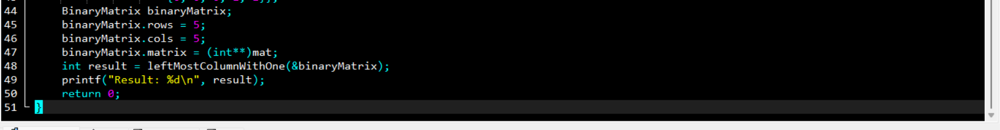 44 BinaryMatrix binaryMatrix;
45 binaryMatrix.rows = 5;
46 binaryMatrix.cols = 5;
47 binaryMatrix.matrix = (int**)mat;
48 int result = leftMostColumnWithOne(&binaryMatrix);
49 printf("Result: %d\n", result);
50 return 0;
51 }